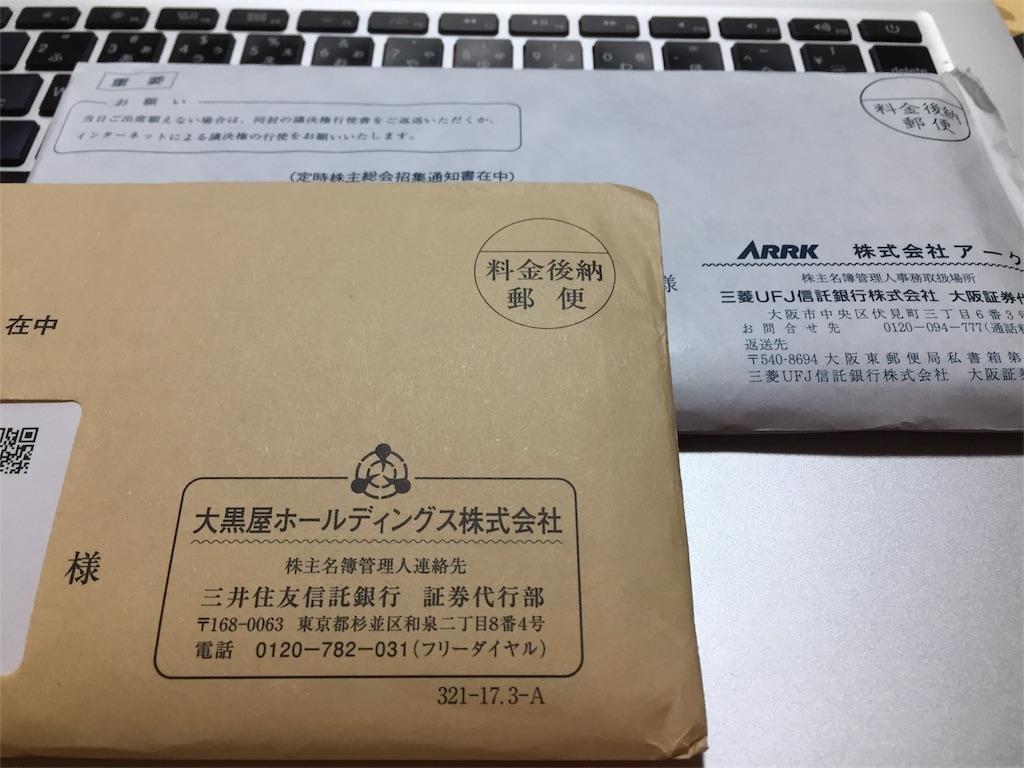 重要
お願い
当日ご出席願えない場合は、同封の議決権行使書をご返送いただくか、
インターネットによる議決権の行使をお願いいたします。
(定時株主総会招集通知書在中)
料金後納
郵便
様
ARRK 株式会社アーク
株主名簿管理人事務取扱場所
三菱UFJ信託銀行株式会社 大阪証券代
大阪市中央区伏見町三丁目6番3号
お問合せ先 0120-094-777(通話料
返送先
〒540-8694 大阪東郵便局私書箱第
三菱UFJ信託銀行株式会社 大阪証券
料金後納
郵便
在中
様
大黒屋ホールディングス株式会社
株主名簿管理人連絡先
三井住友信託銀行 証券代行部
〒168-0063 東京都杉並区和泉二丁目8番4号
電話 0120-782-031(フリーダイヤル)
321-17.3-A
delete